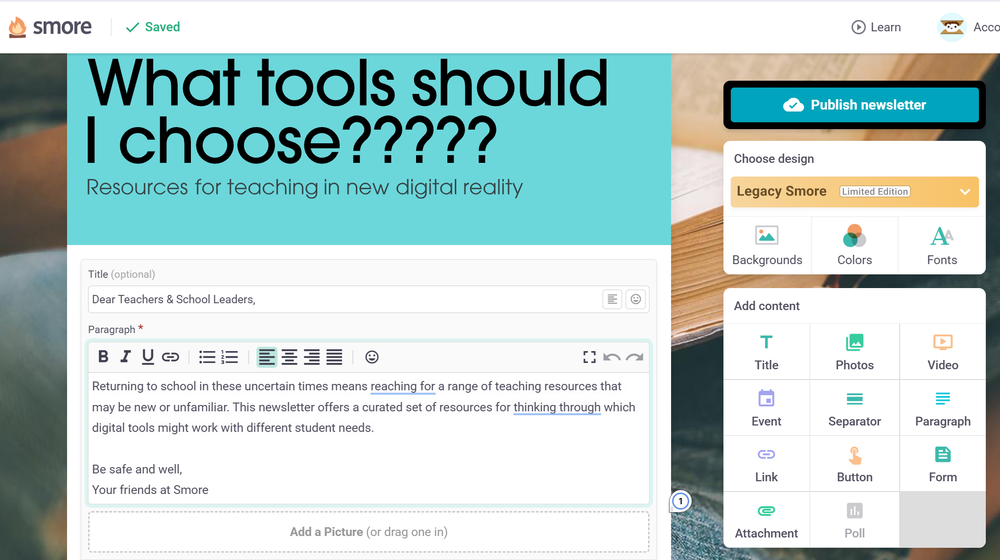 smore
Saved
Learn
Acco
What tools should
I choose?????
Resources for teaching in new digital reality
Publish newsletter
Choose design
Legacy Smore Limited Edition
Backgrounds
Colors
Fonts
Title (optional)
Dear Teachers & School Leaders,
Paragraph *
B I U
Returning to school in these uncertain times means reaching for a range of teaching resources that
may be new or unfamiliar. This newsletter offers a curated set of resources for thinking through which
digital tools might work with different student needs.
Be safe and well,
Your friends at Smore
1
Add a Picture (or drag one in)
Add content
Title
Photos
Video
Event
Separator
Paragraph
Link
Button
Form
Attachment
Poll